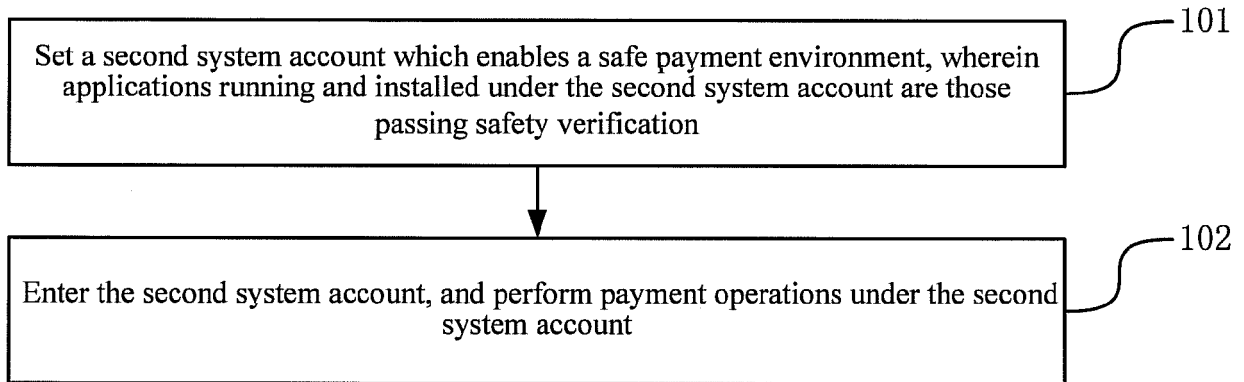 101
Set a second system account which enables a safe payment environment, wherein
applications running and installed under the second system account are those
passing safety verification
102
Enter the second system account, and perform payment operations under the second
system account